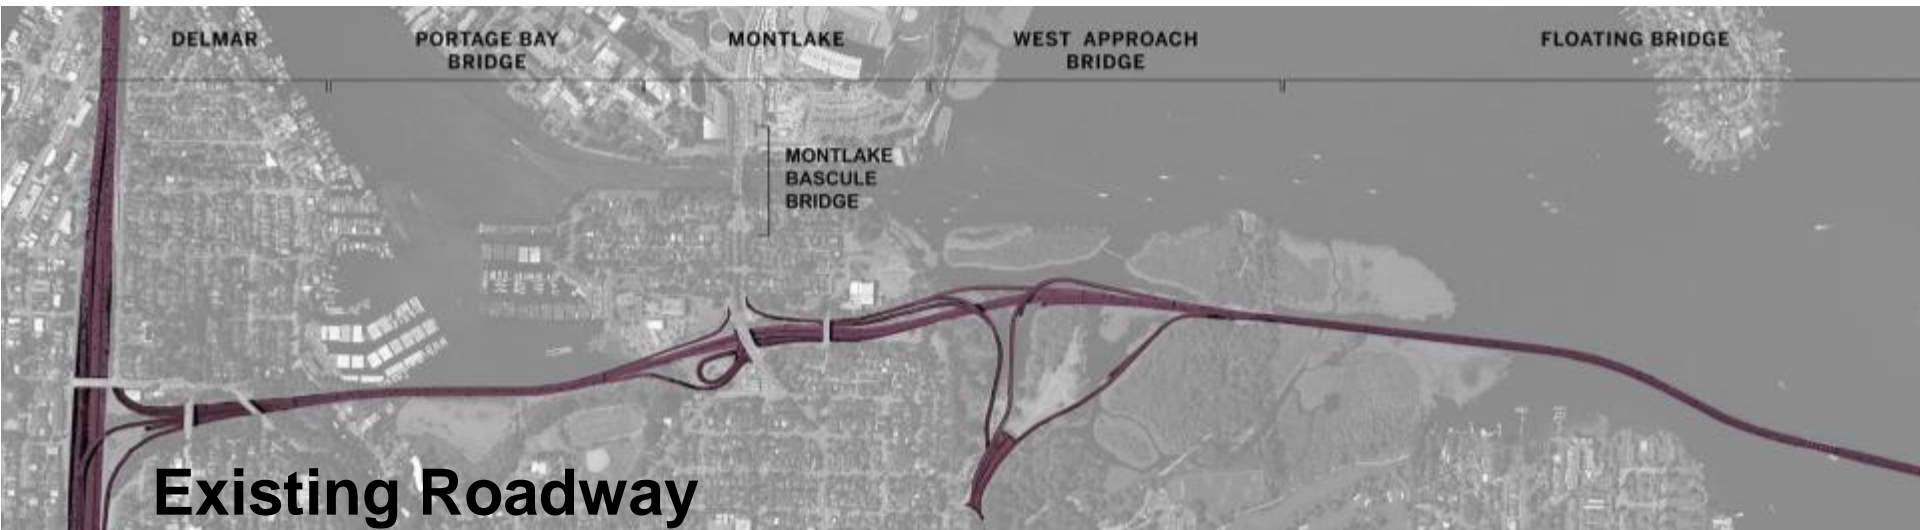 DELMAR
PORTAGE BAY
BRIDGE
MONTLAKE
WEST APPROACH
BRIDGE
FLOATING BRIDGE
MONTLAKE
BASCULE
BRIDGE
Existing Roadway